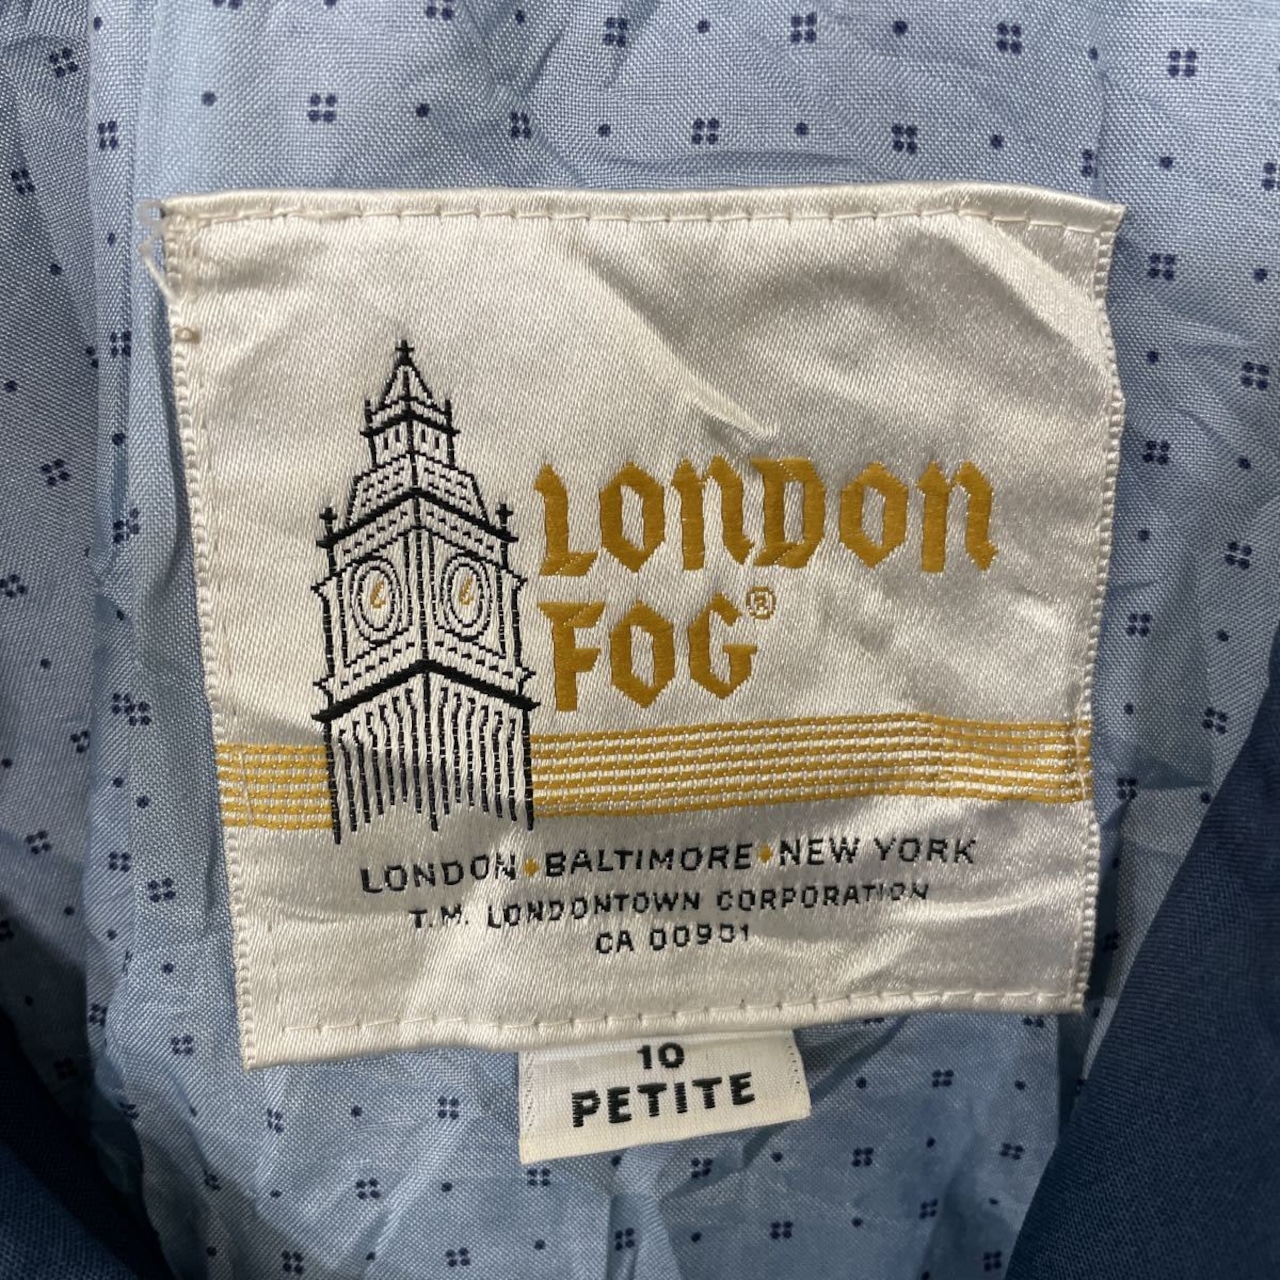 LONDON
FOG®
LONDON•BALTIMORE•NEW YORK
T.M. LONDONTOWN CORPORATION
CA 00901
10
PETITE